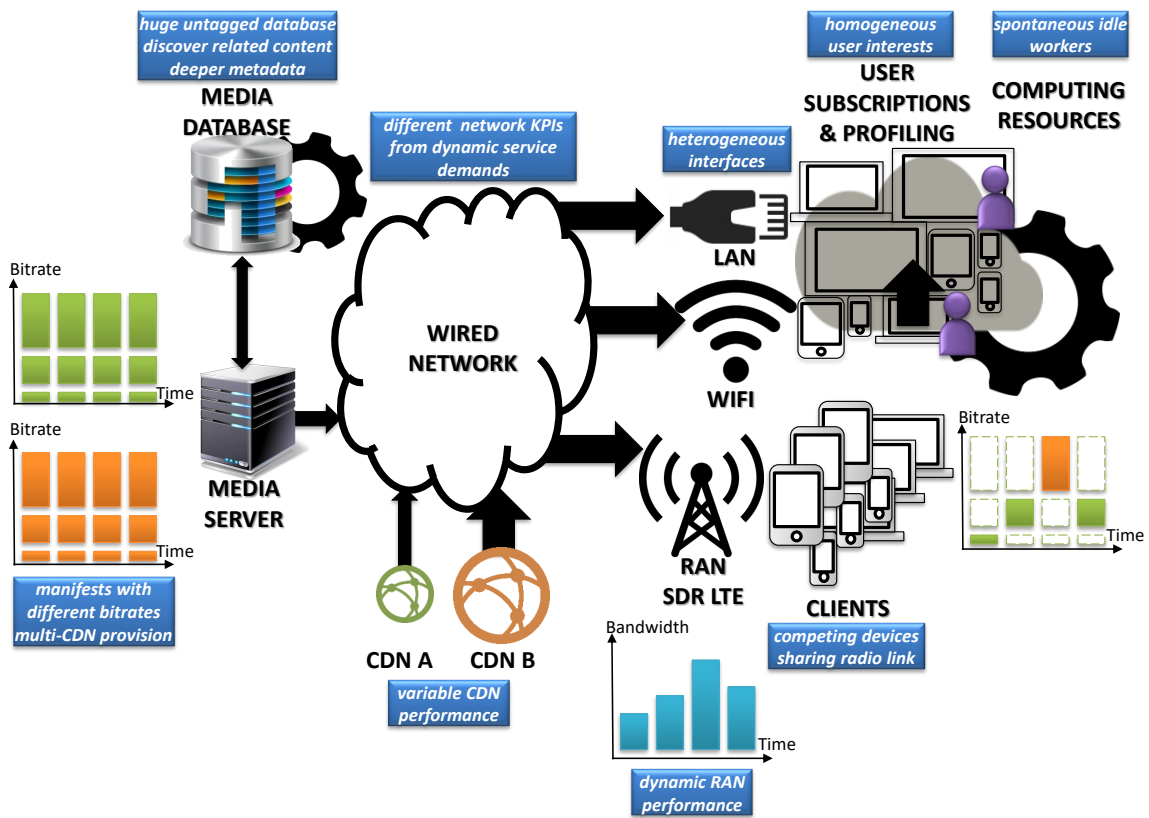 huge untagged database
discover related content
deeper metadata
MEDIA
DATABASE
different network KPIs
from dynamic service
demands
heterogeneous
interfaces
homogeneous
user interests
USER
SUBSCRIPTIONS
& PROFILING
spontaneous idle
workers
COMPUTING
RESOURCES
LAN
WIFI
WIRED
NETWORK
Bitrate
Time
Bitrate
Time
MEDIA
SERVER
manifests with
different bitrates
multi-CDN provision
CDN A
CDN B
variable CDN
performance
RAN
SDR LTE
CLIENTS
competing devices
sharing radio link
Bitrate
Time
Bandwidth
Time
dynamic RAN
performance